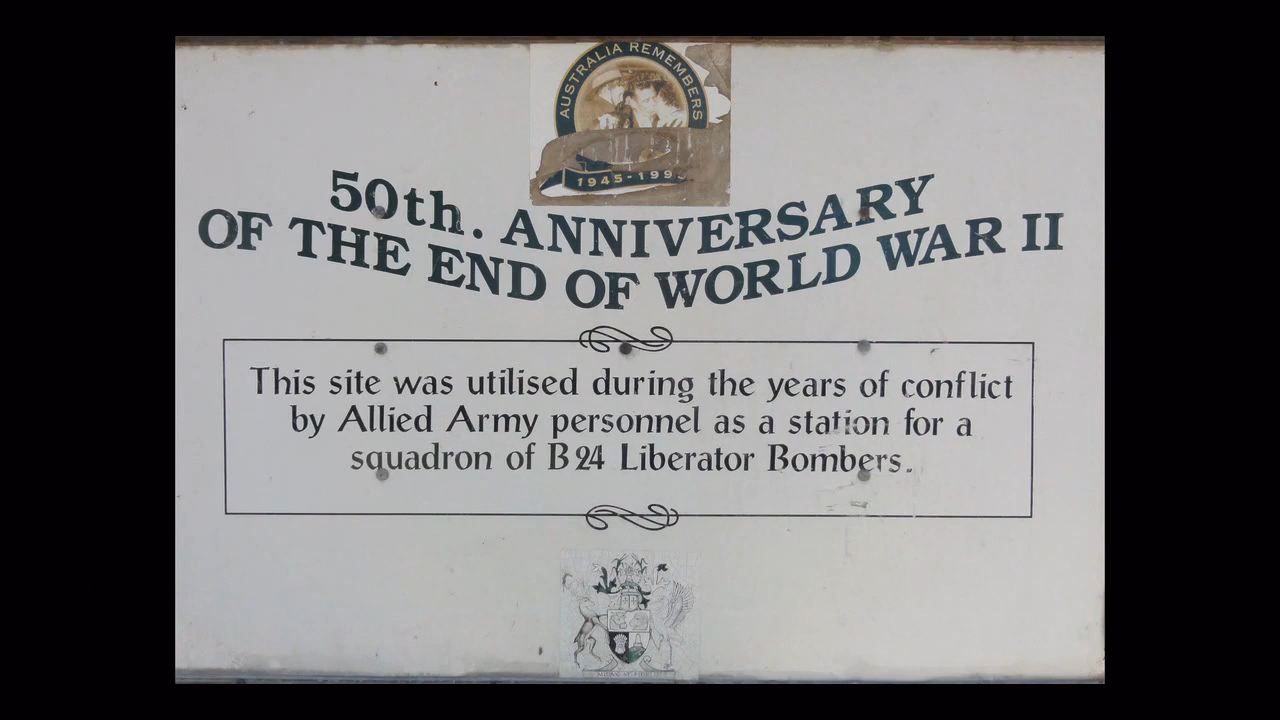 AUSTRALIA REMEMBERS
1945-199
50th. ANNIVERSARY
OF THE END OF WORLD WAR II
This site was utilised during the years of conflict
by Allied Army personnel as a station for a
squadron of B24 Liberator Bombers.